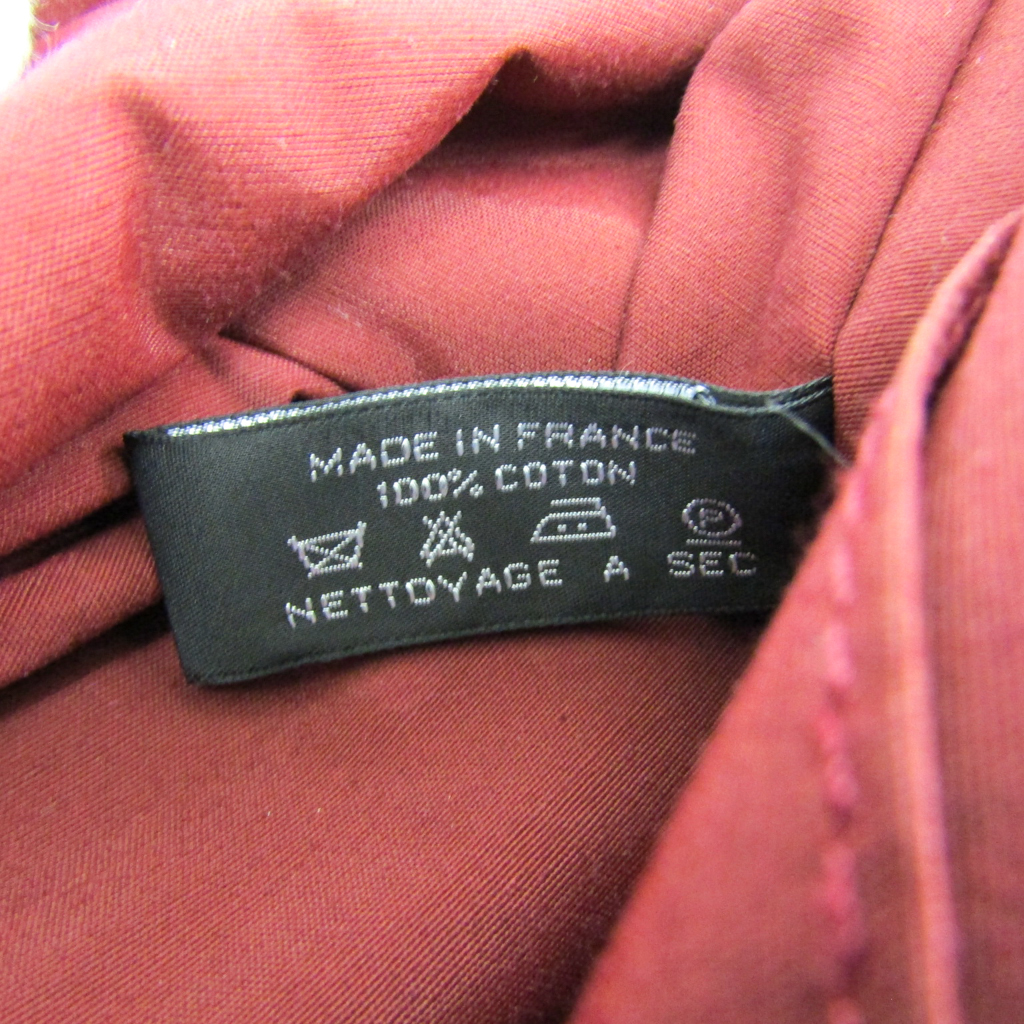 MADE IN FRANCE
100% COTON
P
NETTOYAGE A SEC